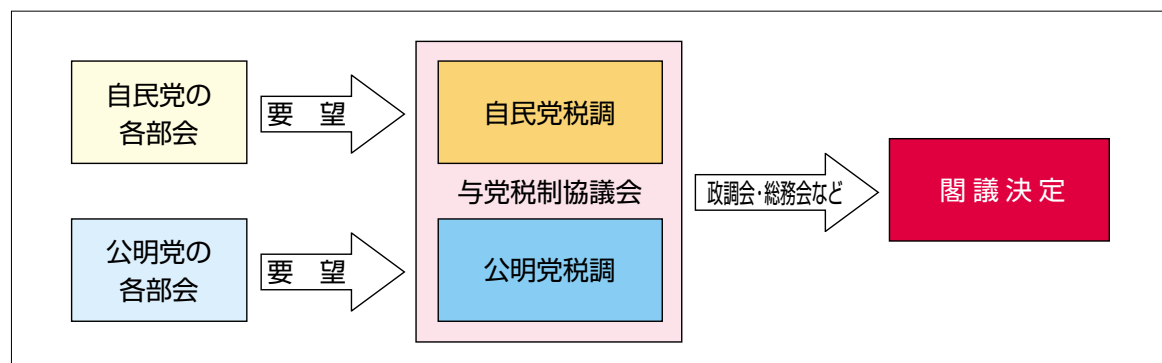 自民党の
各部会
要 望
自民党税調
与党税制協議会
政調会・総務会など
閣議決定
公明党の
各部会
要 望
公明党税調